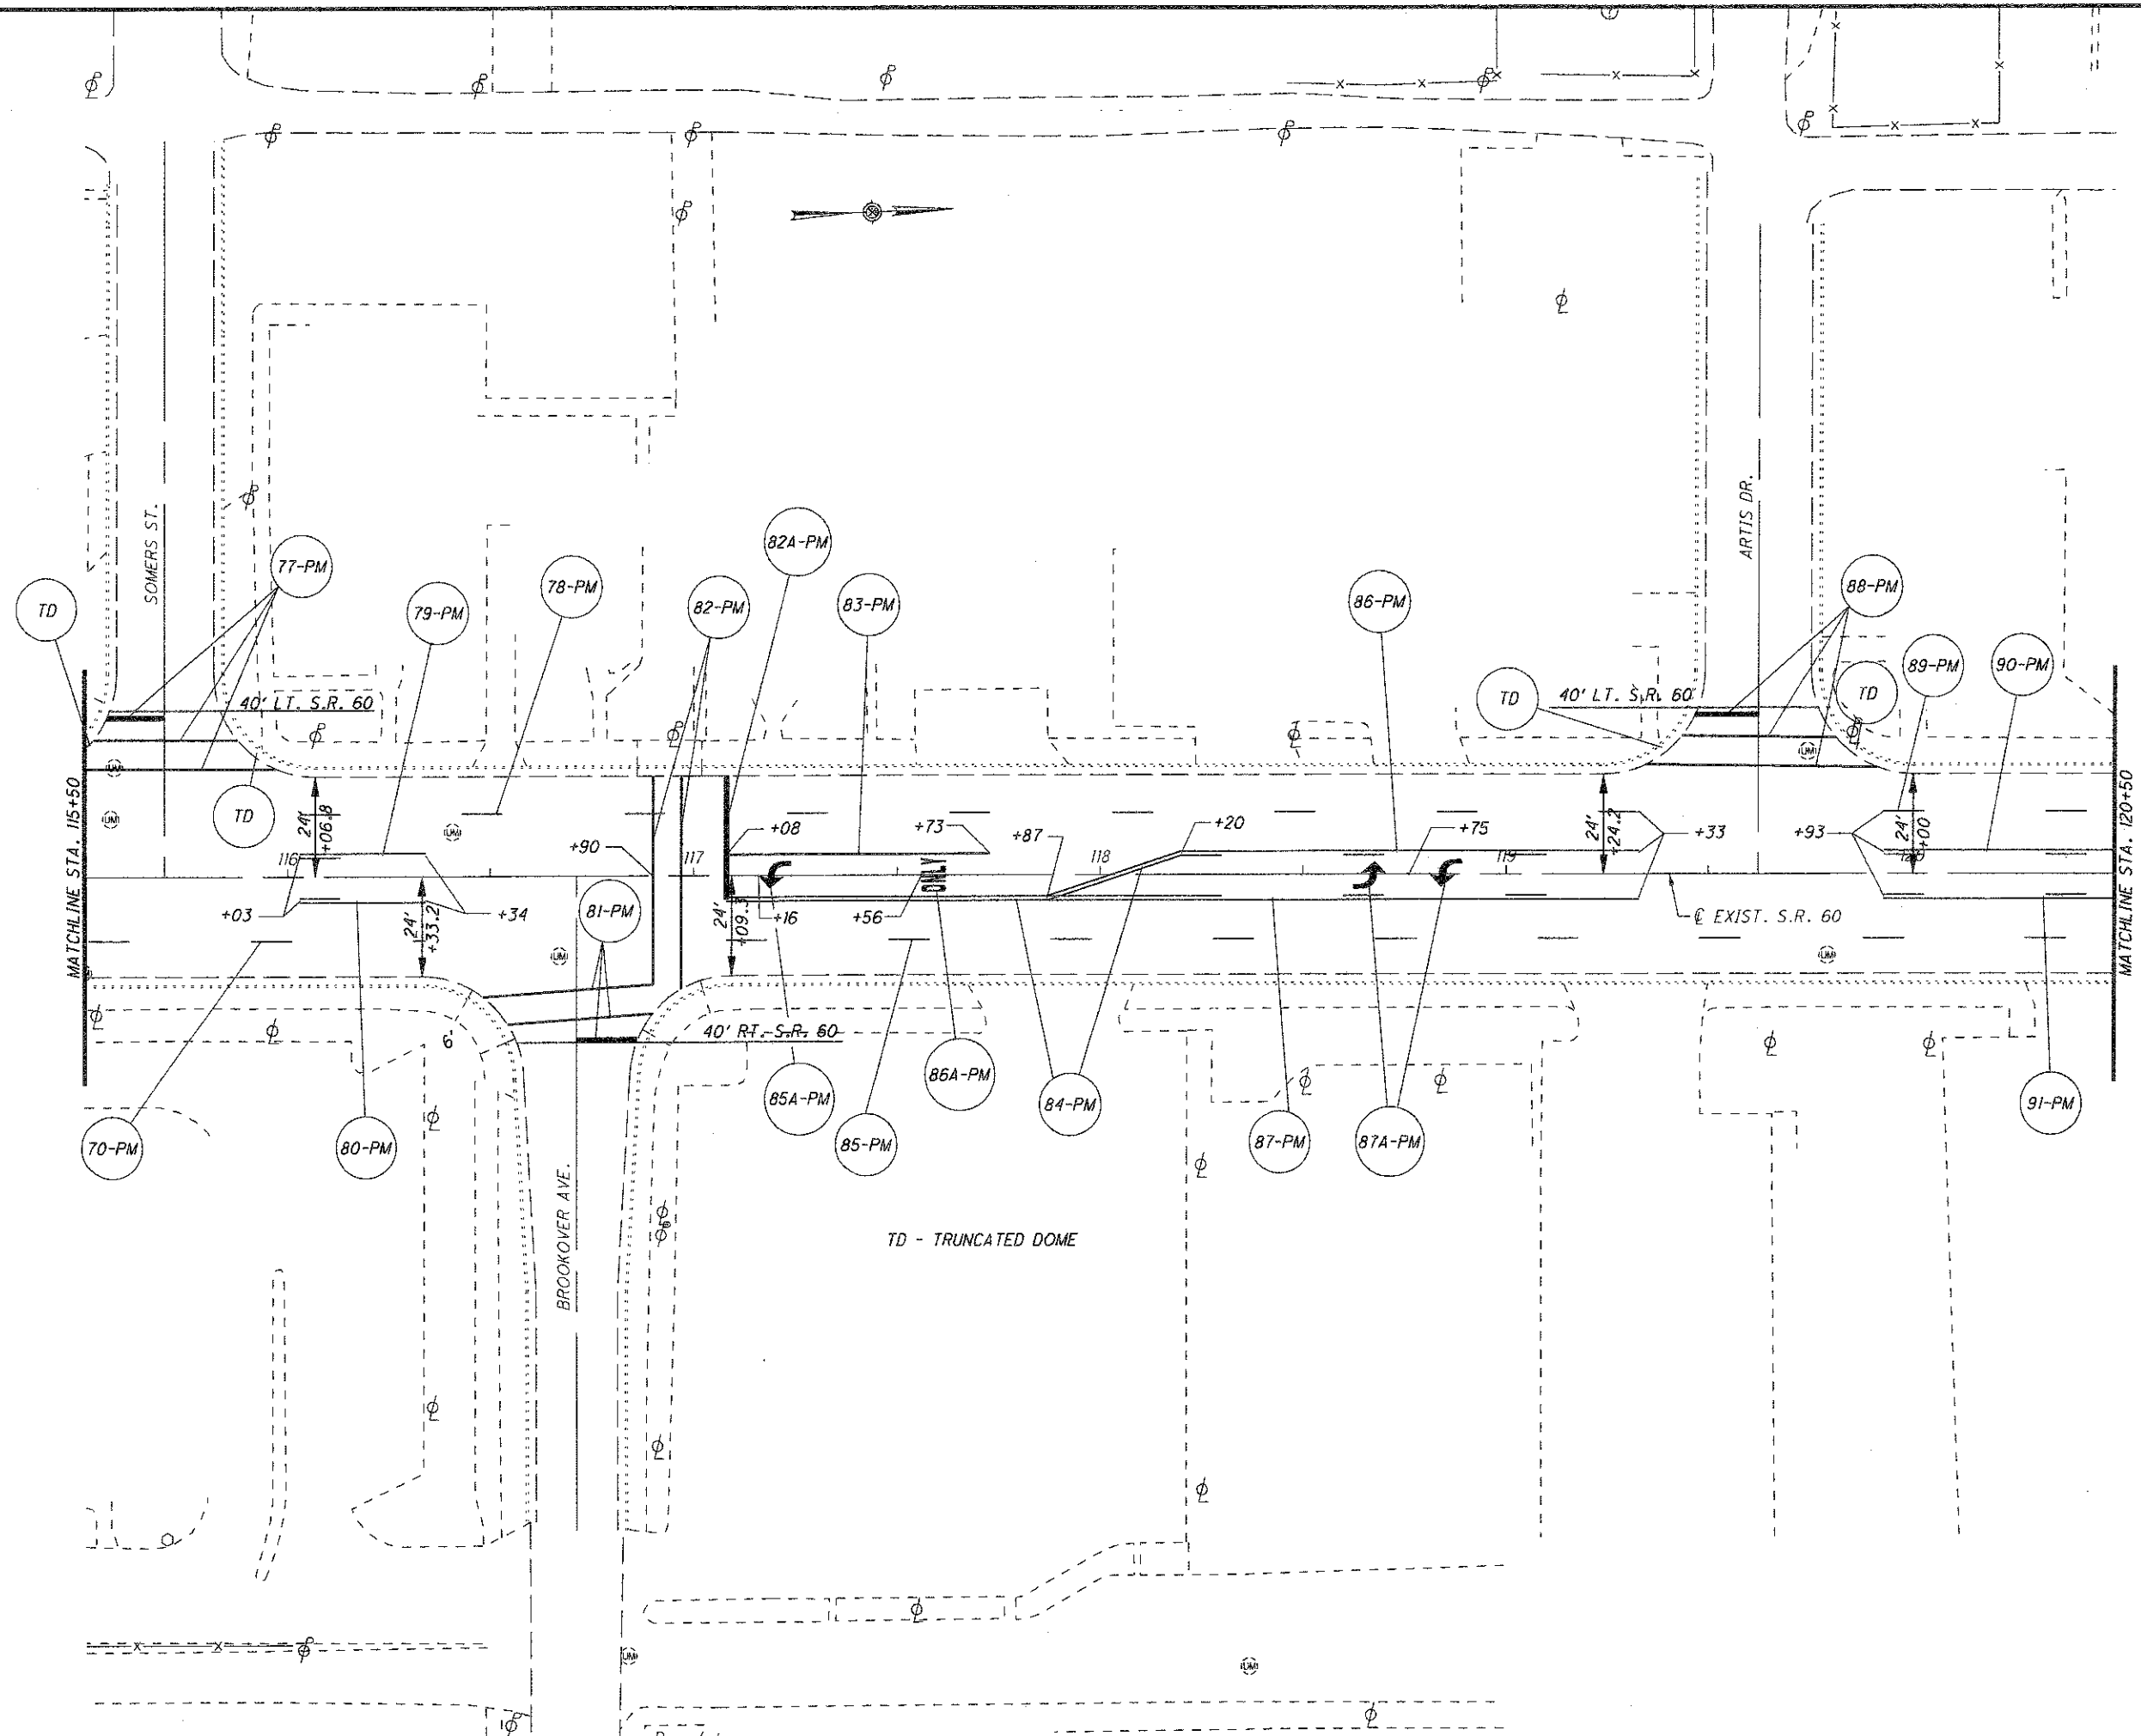 SOMERS ST.
ARTIS DR.
77-PM
TD
79-PM
78-PM
82-PM
82A-PM
83-PM
86-PM
88-PM
89-PM
90-PM
TD
TD
40' LT. S.R. 60
40' LT. S.R. 60
TD
MATCHLINE STA. 115+50
MATCHLINE STA. 120+50
24'
+06.8
116
+90
117
+08
+73
+87
118
+20
+75
119
24'
+24.2
+33
+93
24'
+00
+03
+34
24'
+33.2
81-PM
24'
+16
+56
ONLY
℄ EXIST. S.R. 60
6'
40' RT. S.R. 60
70-PM
80-PM
85A-PM
85-PM
86A-PM
84-PM
87-PM
87A-PM
91-PM
BROOKOVER AVE.
TD - TRUNCATED DOME